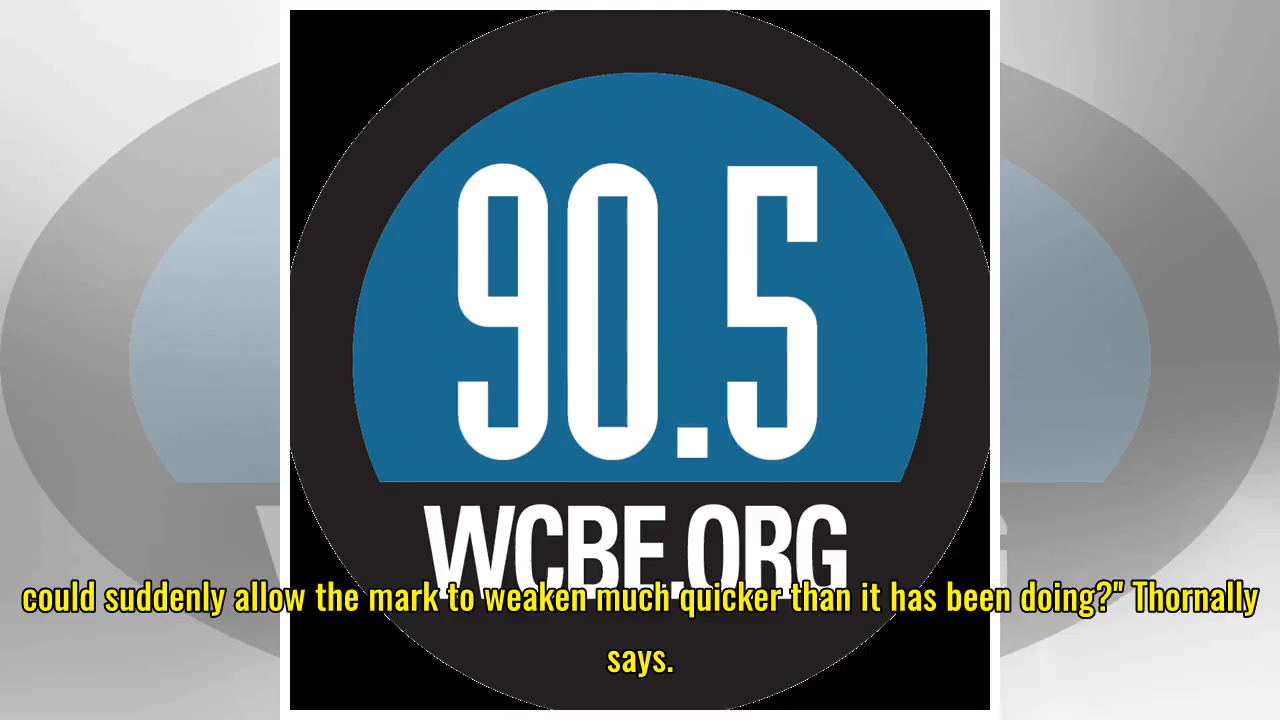 90.5
WCBE.ORG
could suddenly allow the mark to weaken much quicker than it has been doing?" Thornally
says.